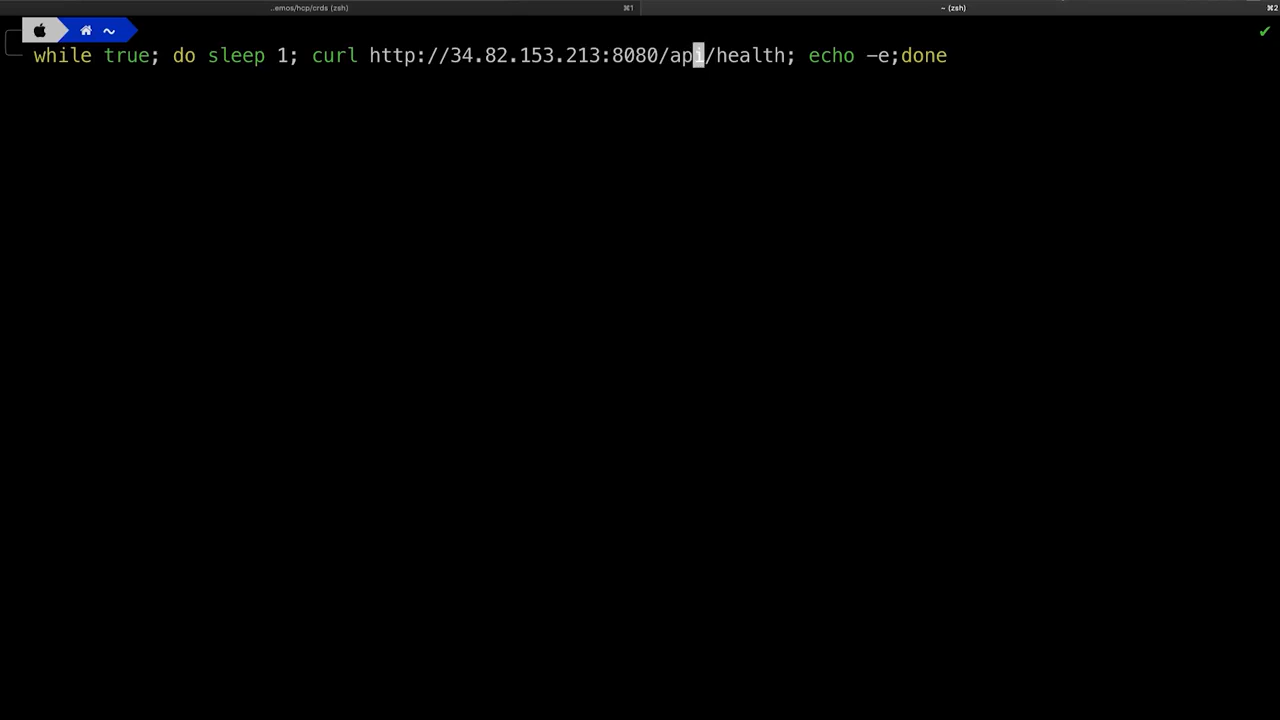 ..emos/hcp/crds (zsh) ⌘1 ~ (zsh) ⌘2
~ ✔
while true; do sleep 1; curl http://34.82.153.213:8080/api/health; echo -e;done